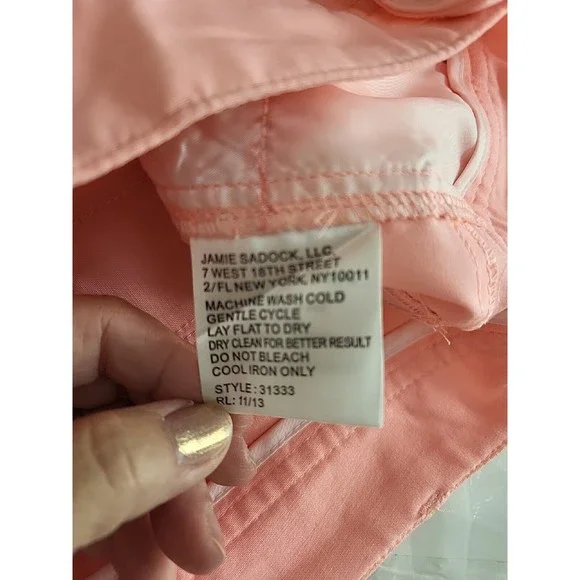 JAMIE SADOCK, LLC.
7 WEST 18TH STREET
2/FL NEW YORK, NY10011
MACHINE WASH COLD
GENTLE CYCLE
LAY FLAT TO DRY
DRY CLEAN FOR BETTER RESULT
DO NOT BLEACH
COOL IRON ONLY
STYLE : 31333
RL: 11/13